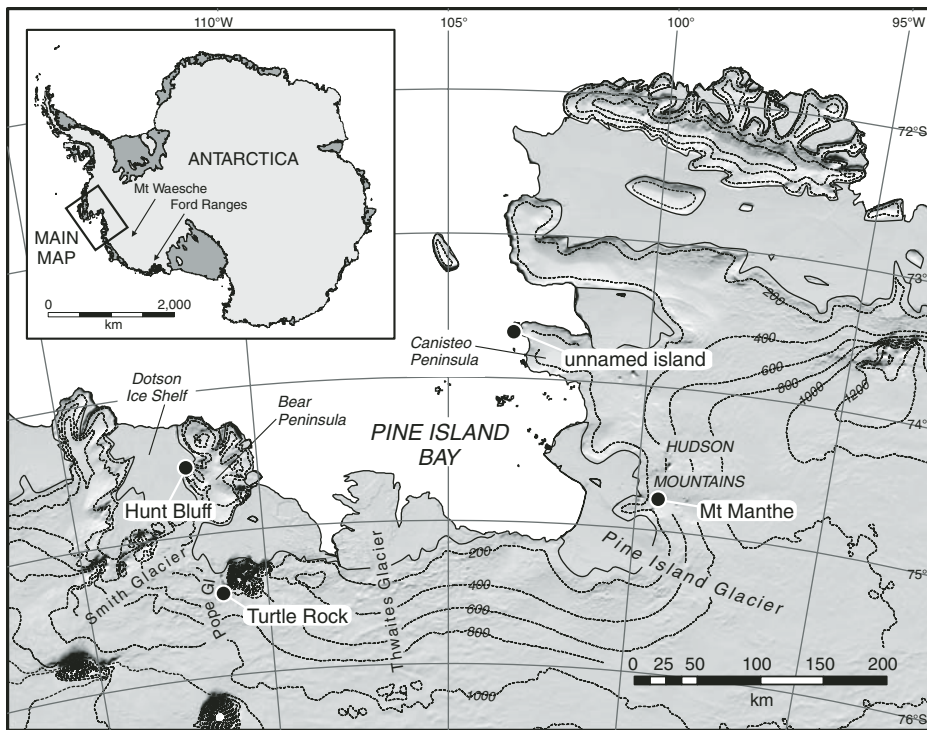 110°W
105°
100°
95°W
72°S
ANTARCTICA
Mt Waesche
Ford Ranges
MAIN
MAP
0
2,000
km
73°
200
400
600
800
1000
1200
Canisteo
Peninsula
unnamed island
Dotson
Ice Shelf
Bear
Peninsula
74°
PINE ISLAND
BAY
HUDSON
MOUNTAINS
Hunt Bluff
Mt Manthe
Pine Island Glacier
75°
Smith Glacier
Pope Gl.
Turtle Rock
Thwaites Glacier
200
400
600
800
1000
0 25 50 100 150 200
km
76°S